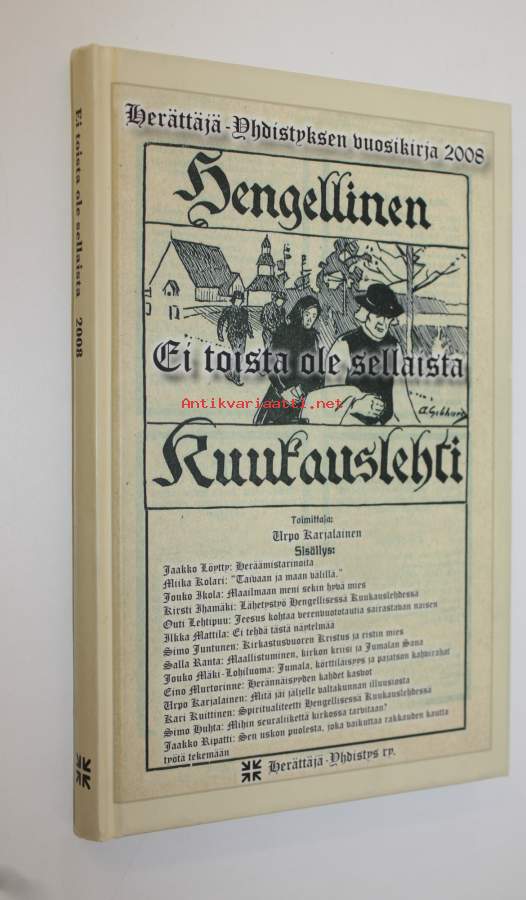 Herättäjä-Yhdistyksen vuosikirja 2008
Hengellinen
Ei toista ole sellaista
Antikvariaatti.net
A.Gebhard
Kuukauslehti
Toimittaja:
Urpo Karjalainen
Sisällys:
Jaakko Löytty: Heräämistarinoita
Miika Kolari: "Taivaan ja maan välillä."
Jouko Ikola: Maailmaan meni sekin hyvä mies
Kirsti Ihamäki: Lähetystyö Hengellisessä Kuukauslehdessä
Outi Lehtipuu: Jeesus kohtaa verenvuototautia sairastavan naisen
Ilkka Mattila: Ei tehdä tästä näytelmää
Simo Juntunen: Kirkastusvuoren Kristus ja ristin mies
Salla Ranta: Maallistuminen, kirkon kriisi ja Jumalan Sana
Jouko Mäki-Lohiluoma: Jumala, körttiläisyys ja pajatson kahvirahat
Eino Murtorinne: Herännäisyyden kahdet kasvot
Urpo Karjalainen: Mitä jäi jäljelle valtakunnan illuusiosta
Kari Kuittinen: Spiritualiteetti Hengellisessä Kuukauslehdessä
Simo Huhta: Mihin seuraliikettä kirkossa tarvitaan?
Jaakko Ripatti: Sen uskon puolesta, joka vaikuttaa rakkauden kautta
työtä tekemään
Herättäjä-Yhdistys ry.
Ei toista ole sellaista 2008